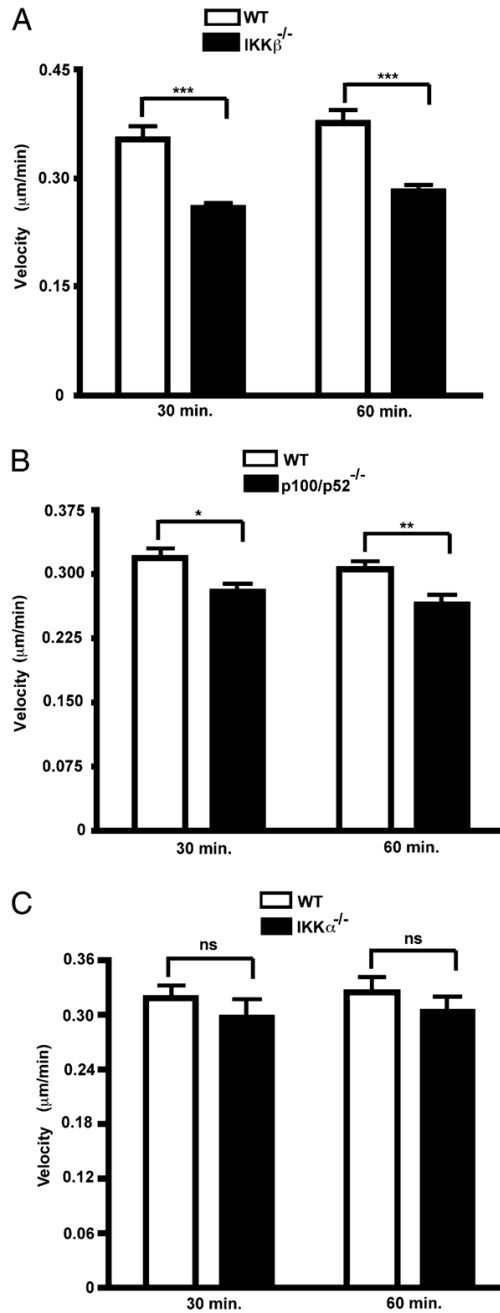 A
WT
IKKβ-/-
Velocity (μm/min)
0.45
0.30
0.15
0
***
***
30 min.
60 min.
B
WT
p100/p52-/-
Velocity (μm/min)
0.375
0.300
0.225
0.150
0.075
0
*
**
30 min.
60 min.
C
WT
IKKα-/-
Velocity (μm/min)
0.36
0.30
0.24
0.18
0.12
0.06
0
ns
ns
30 min.
60 min.